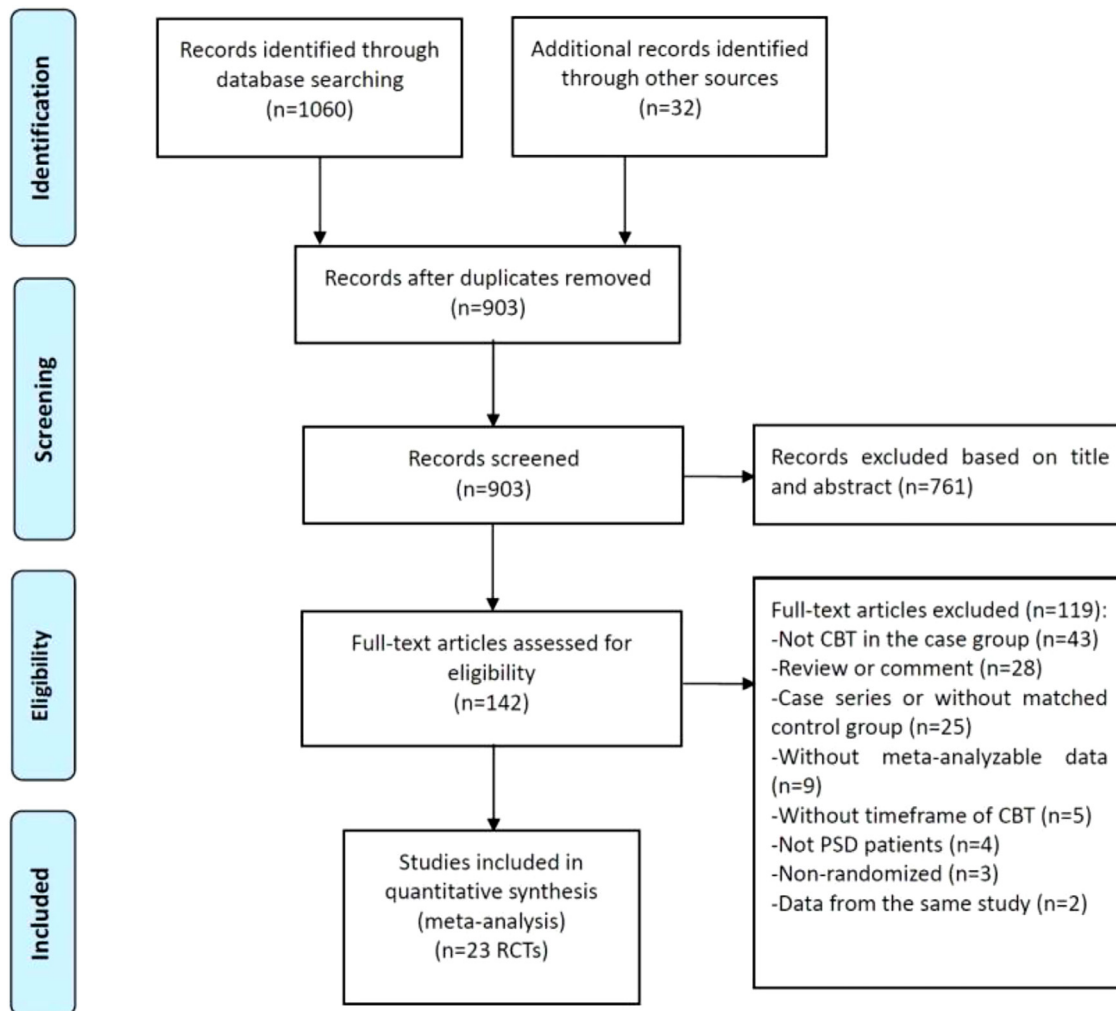 Identification
Records identified through
database searching
(n=1060)
Additional records identified
through other sources
(n=32)
Screening
Records after duplicates removed
(n=903)
Records screened
(n=903)
Records excluded based on title
and abstract (n=761)
Eligibility
Full-text articles assessed for
eligibility
(n=142)
Full-text articles excluded (n=119):
-Not CBT in the case group (n=43)
-Review or comment (n=28)
-Case series or without matched
control group (n=25)
-Without meta-analyzable data
(n=9)
-Without timeframe of CBT (n=5)
-Not PSD patients (n=4)
-Non-randomized (n=3)
-Data from the same study (n=2)
Included
Studies included in
quantitative synthesis
(meta-analysis)
(n=23 RCTs)